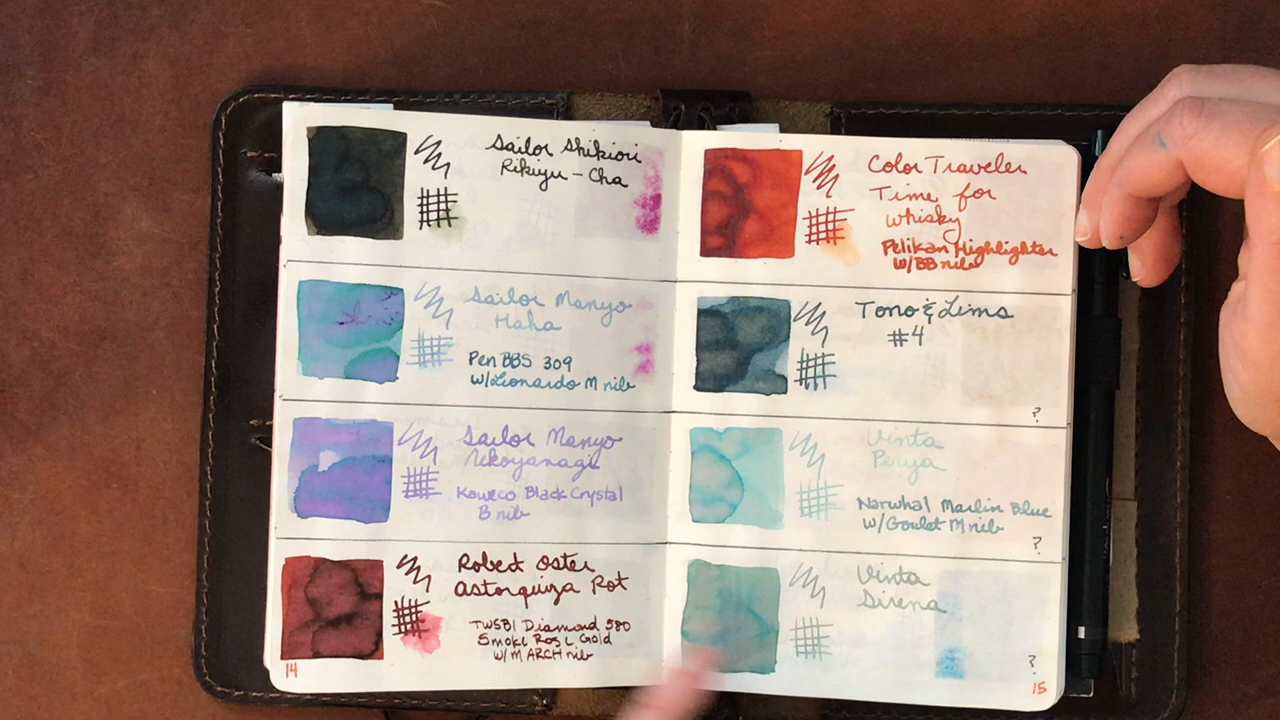 Sailor Shikiori
Rikyu-Cha
Sailor Manyo
Haha
Pen BBS 309
w/Leonardo M nib
Sailor Manyo
Nekoyanagi
Kaweco Black Crystal
B nib
Robert Oster
Astorquiza Rot
TWSBI Diamond 580
Smoke Rose Gold
w/M ARCH nib
14
Color Traveler
Time for
Whisky
Pelikan Highlighter
w/BB nib
Tono & Lims
#4
?
Vinta
Perya
Narwhal Marlin Blue
w/Goulet M nib
?
Vinta
Sirena
?
15